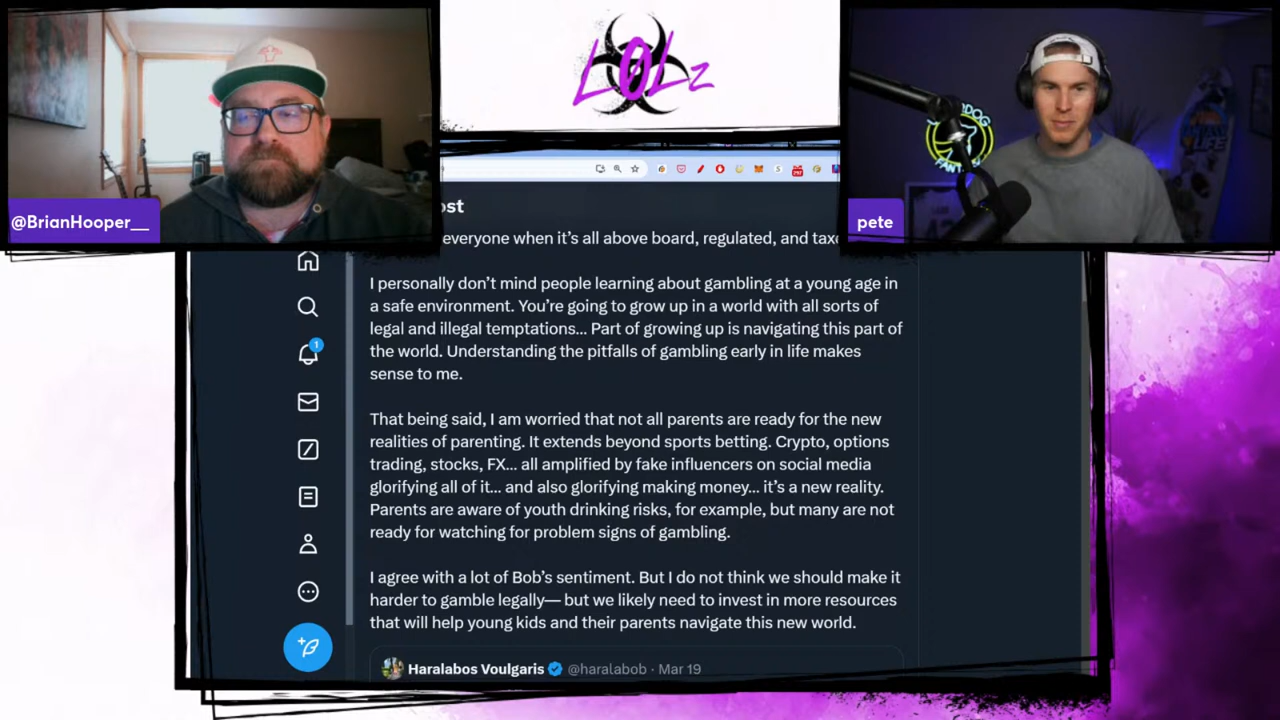 LOLz
@BrianHooper__
pete
ost
everyone when it's all above board, regulated, and taxe
I personally don't mind people learning about gambling at a young age in
a safe environment. You're going to grow up in a world with all sorts of
legal and illegal temptations... Part of growing up is navigating this part of
the world. Understanding the pitfalls of gambling early in life makes
sense to me.
That being said, I am worried that not all parents are ready for the new
realities of parenting. It extends beyond sports betting. Crypto, options
trading, stocks, FX... all amplified by fake influencers on social media
glorifying all of it... and also glorifying making money... it's a new reality.
Parents are aware of youth drinking risks, for example, but many are not
ready for watching for problem signs of gambling.
I agree with a lot of Bob's sentiment. But I do not think we should make it
harder to gamble legally— but we likely need to invest in more resources
that will help young kids and their parents navigate this new world.
Haralabos Voulgaris @haralabob · Mar 19
1